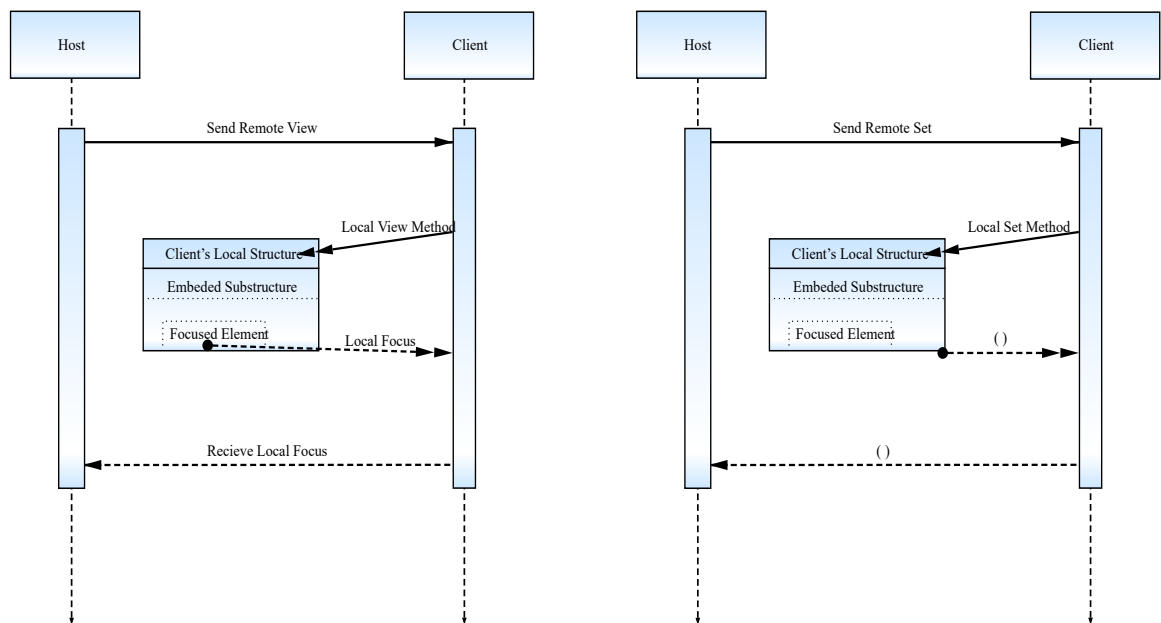 Host
Client
Send Remote View
Local View Method
Client's Local Structure
Embeded Substructure
Focused Element
Local Focus
Recieve Local Focus
Host
Client
Send Remote Set
Local Set Method
Client's Local Structure
Embeded Substructure
Focused Element
( )
( )